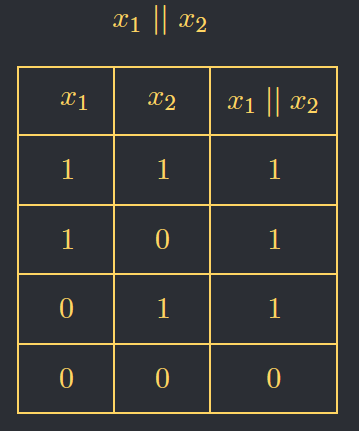 x₁ || x₂
x₁ x₂ x₁ || x₂
1 1 1
1 0 1
0 1 1
0 0 0